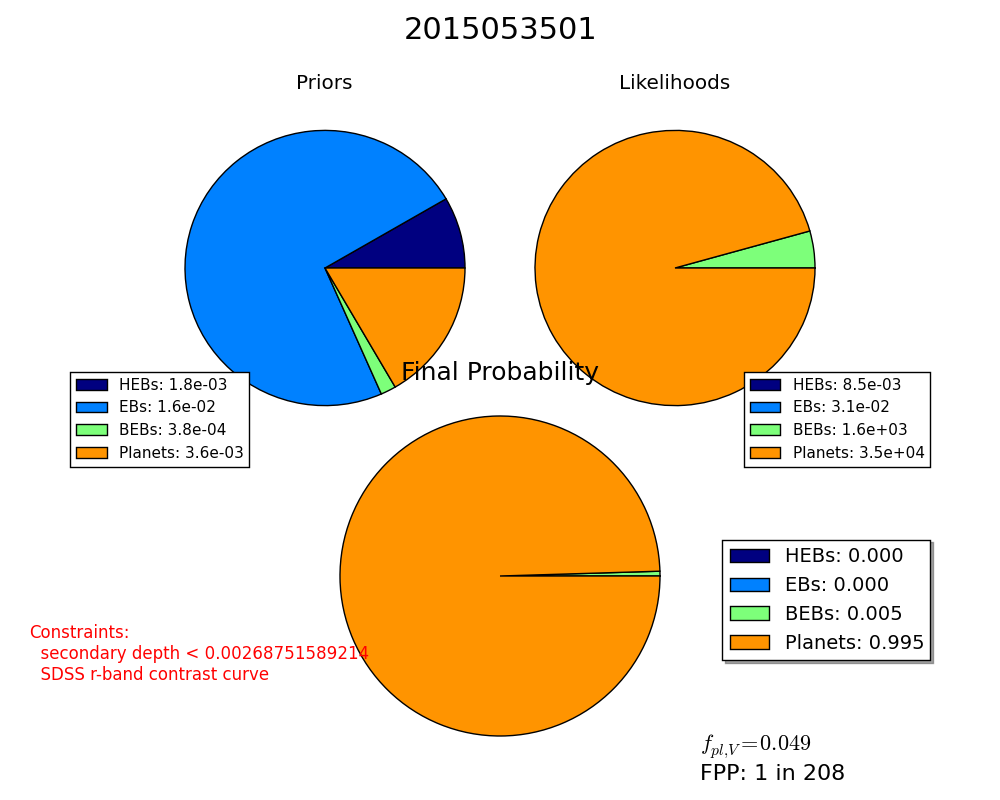 2015053501
Priors
Likelihoods
HEBs: 1.8e-03
EBs: 1.6e-02
BEBs: 3.8e-04
Planets: 3.6e-03
HEBs: 8.5e-03
EBs: 3.1e-02
BEBs: 1.6e+03
Planets: 3.5e+04
Final Probability
HEBs: 0.000
EBs: 0.000
BEBs: 0.005
Planets: 0.995
Constraints:
secondary depth < 0.00268751589214
SDSS r-band contrast curve
f_{pl,V}=0.049
FPP: 1 in 208